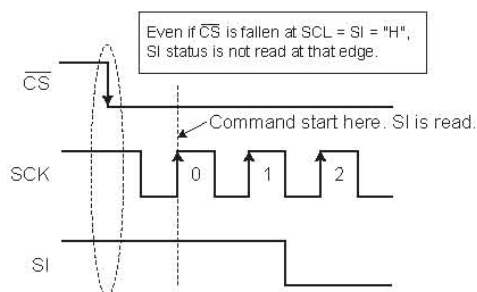 Even if CS is fallen at SCL = SI = "H",
SI status is not read at that edge.
CS
Command start here. SI is read.
SCK
0 1 2
SI